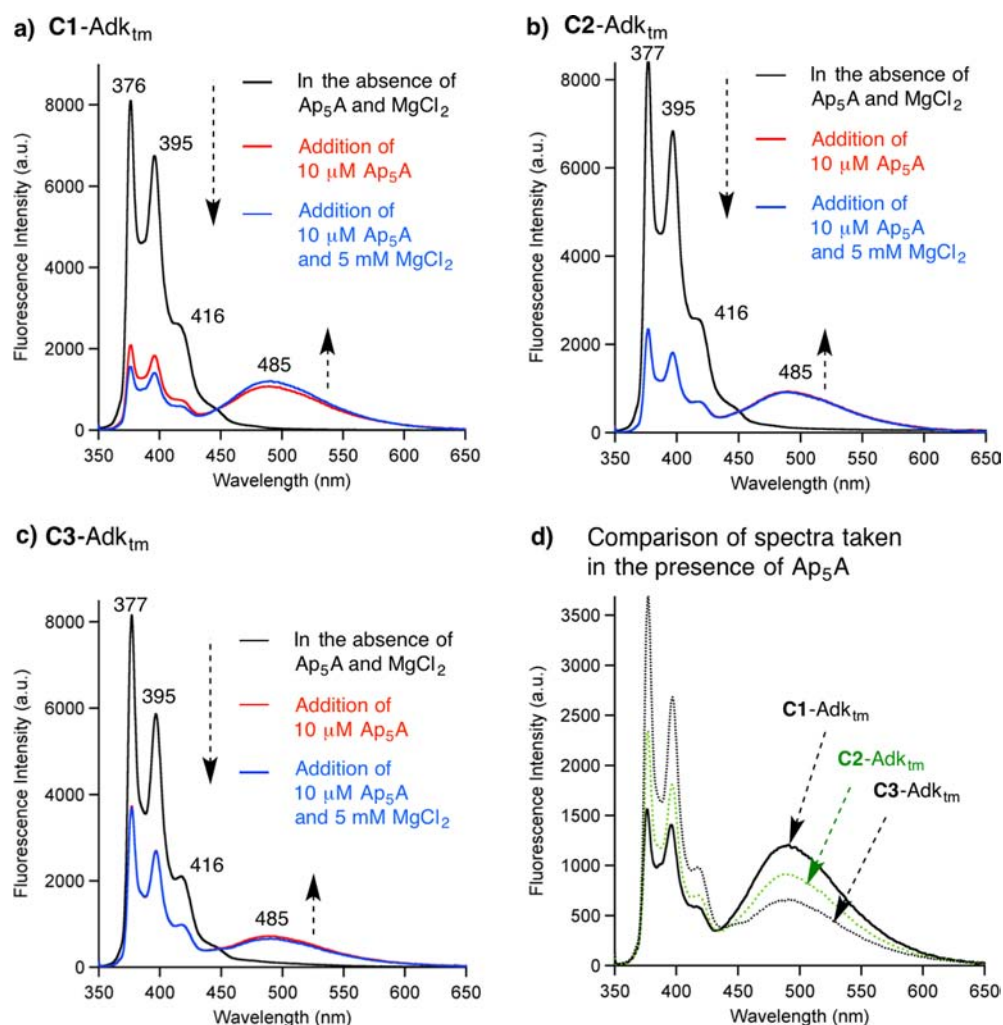 a) C1-Adktm
376
395
416
485
In the absence of
Ap5A and MgCl2
Addition of
10 μM Ap5A
Addition of
10 μM Ap5A
and 5 mM MgCl2
Fluorescence Intensity (a.u.)
8000
6000
4000
2000
0
350 400 450 500 550 600 650
Wavelength (nm)
b) C2-Adktm
377
395
416
485
In the absence of
Ap5A and MgCl2
Addition of
10 μM Ap5A
Addition of
10 μM Ap5A
and 5 mM MgCl2
Fluorescence Intensity (a.u.)
8000
6000
4000
2000
0
350 400 450 500 550 600 650
Wavelength (nm)
c) C3-Adktm
377
395
416
485
In the absence of
Ap5A and MgCl2
Addition of
10 μM Ap5A
Addition of
10 μM Ap5A
and 5 mM MgCl2
Fluorescence Intensity (a.u.)
8000
6000
4000
2000
0
350 400 450 500 550 600 650
Wavelength (nm)
d) Comparison of spectra taken
in the presence of Ap5A
C1-Adktm
C2-Adktm
C3-Adktm
Fluorescence Intensity (a.u.)
3500
3000
2500
2000
1500
1000
500
0
350 400 450 500 550 600 650
Wavelength (nm)